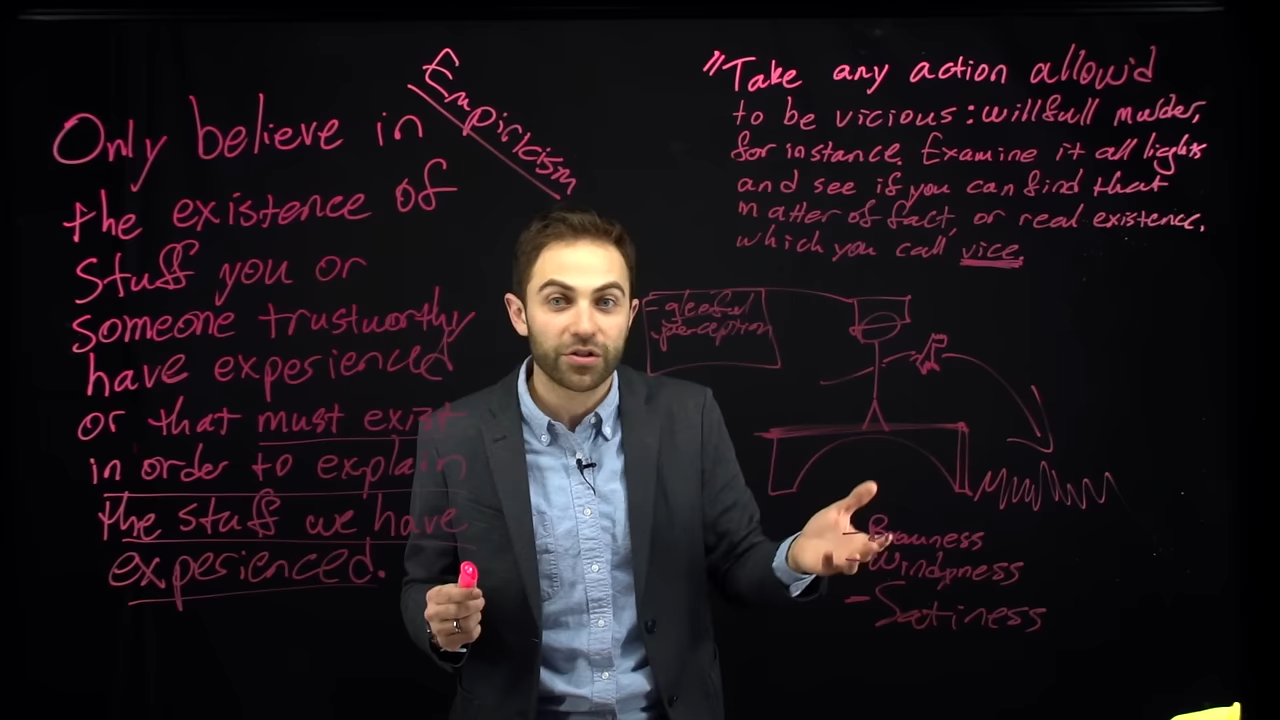 Empiricism
Only believe in
the existence of
Stuff you or
someone trustworthy
have experienced
or that must exist
in order to explain
the stuff we have
experienced.
"Take any action allow'd
to be vicious: willfull murder,
for instance. Examine it all lights
and see if you can find that
matter of fact, or real existence,
which you call vice.
- gleeful
perception
- ness
- Windpness
- Satiness